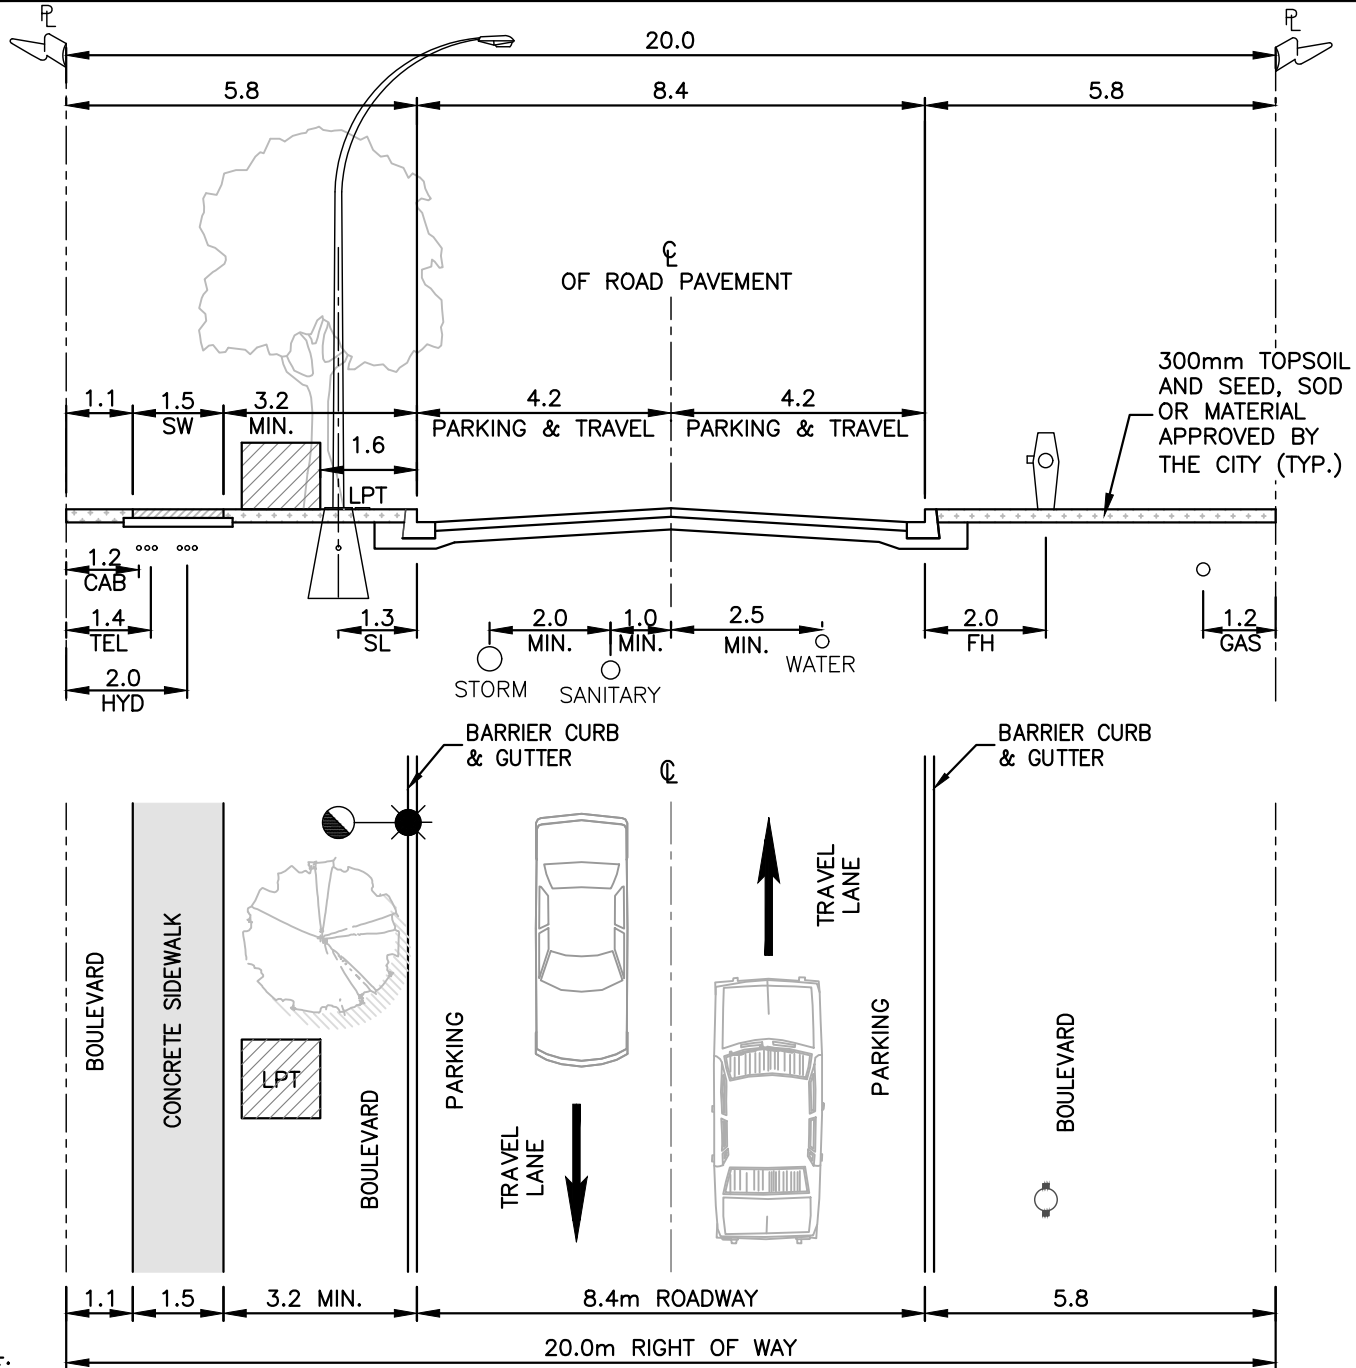 PL
PL
20.0
5.8
8.4
5.8
CL
OF ROAD PAVEMENT
300mm TOPSOIL
AND SEED, SOD
OR MATERIAL
APPROVED BY
THE CITY (TYP.)
1.1
1.5
SW
3.2
MIN.
4.2
PARKING & TRAVEL
4.2
PARKING & TRAVEL
1.6
LPT
1.2
CAB
1.4
TEL
2.0
HYD
1.3
SL
2.0
MIN.
1.0
MIN.
2.5
MIN.
2.0
FH
1.2
GAS
STORM
SANITARY
WATER
BARRIER CURB
& GUTTER
CL
BARRIER CURB
& GUTTER
BOULEVARD
CONCRETE SIDEWALK
LPT
BOULEVARD
PARKING
TRAVEL
LANE
TRAVEL
LANE
PARKING
BOULEVARD
1.1
1.5
3.2 MIN.
8.4m ROADWAY
5.8
20.0m RIGHT OF WAY